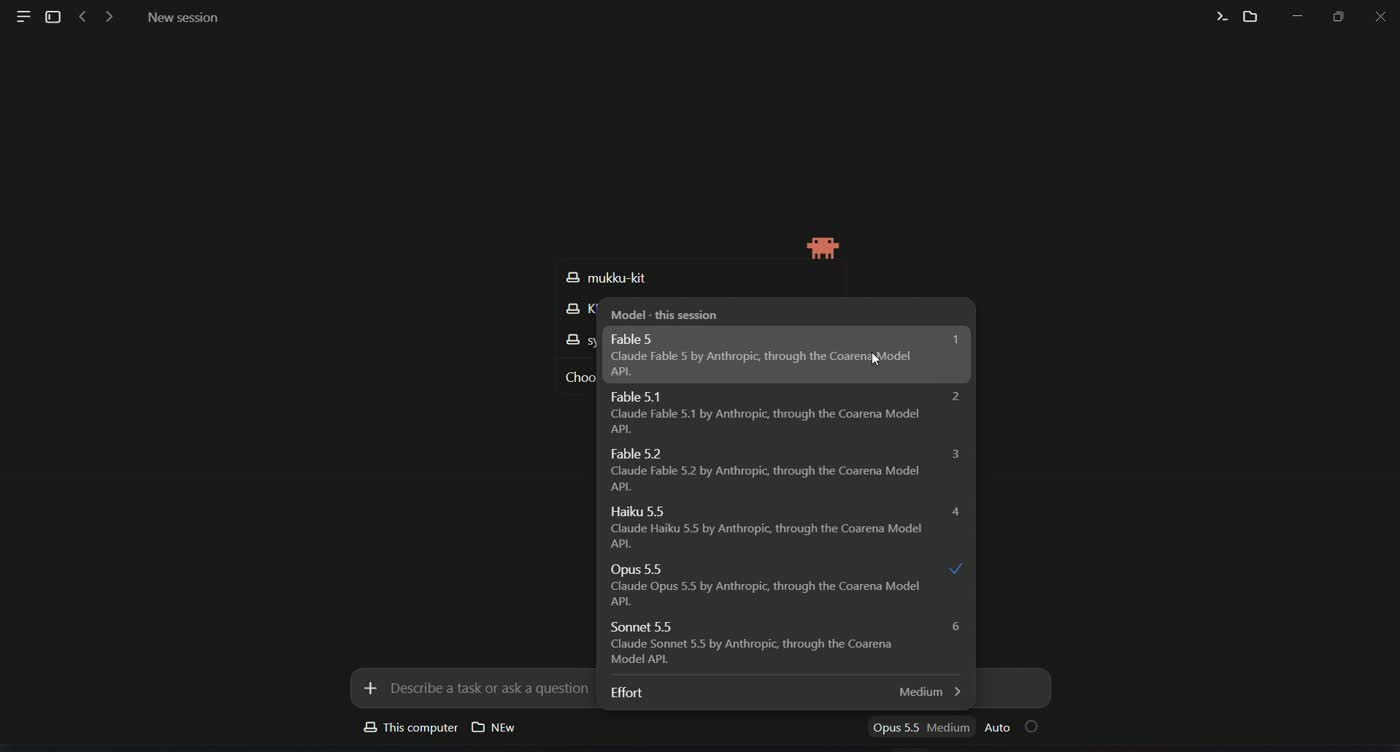 New session
mukku-kit
Model · this session
Fable 5
1
Claude Fable 5 by Anthropic, through the Coarena Model
API.
Fable 5.1
2
Claude Fable 5.1 by Anthropic, through the Coarena Model
API.
Fable 5.2
3
Claude Fable 5.2 by Anthropic, through the Coarena Model
API.
Haiku 5.5
4
Claude Haiku 5.5 by Anthropic, through the Coarena Model
API.
Opus 5.5
Claude Opus 5.5 by Anthropic, through the Coarena Model
API.
Sonnet 5.5
6
Claude Sonnet 5.5 by Anthropic, through the Coarena
Model API.
Effort
Medium
Describe a task or ask a question
This computer
NEw
Opus 5.5 Medium
Auto